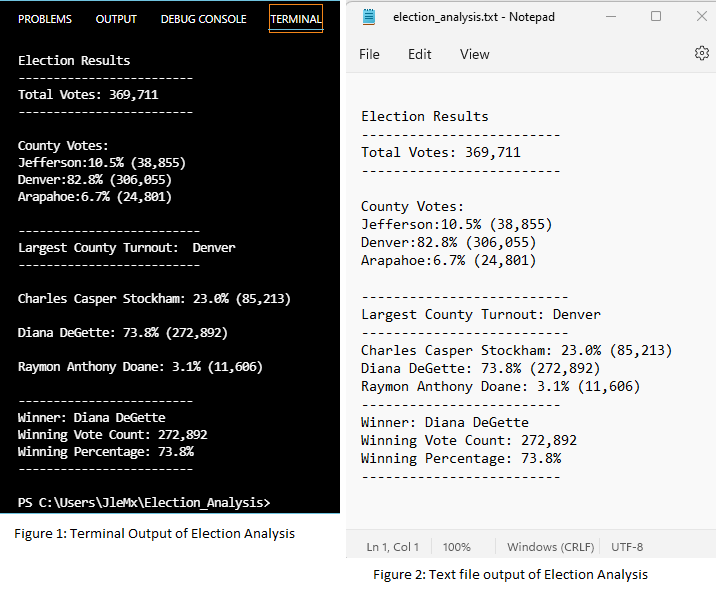 PROBLEMS OUTPUT DEBUG CONSOLE TERMINAL
Election Results
-------------------------
Total Votes: 369,711
-------------------------
County Votes:
Jefferson:10.5% (38,855)
Denver:82.8% (306,055)
Arapahoe:6.7% (24,801)
--------------------------
Largest County Turnout:  Denver
--------------------------
Charles Casper Stockham: 23.0% (85,213)
Diana DeGette: 73.8% (272,892)
Raymon Anthony Doane: 3.1% (11,606)
-------------------------
Winner: Diana DeGette
Winning Vote Count: 272,892
Winning Percentage: 73.8%
-------------------------
PS C:\Users\JleMx\Election_Analysis>
Figure 1: Terminal Output of Election Analysis
election_analysis.txt - Notepad
File Edit View
Election Results
-------------------------
Total Votes: 369,711
-------------------------
County Votes:
Jefferson:10.5% (38,855)
Denver:82.8% (306,055)
Arapahoe:6.7% (24,801)
--------------------------
Largest County Turnout: Denver
--------------------------
Charles Casper Stockham: 23.0% (85,213)
Diana DeGette: 73.8% (272,892)
Raymon Anthony Doane: 3.1% (11,606)
-------------------------
Winner: Diana DeGette
Winning Vote Count: 272,892
Winning Percentage: 73.8%
-------------------------
Ln 1, Col 1 100% Windows (CRLF) UTF-8
Figure 2: Text file output of Election Analysis